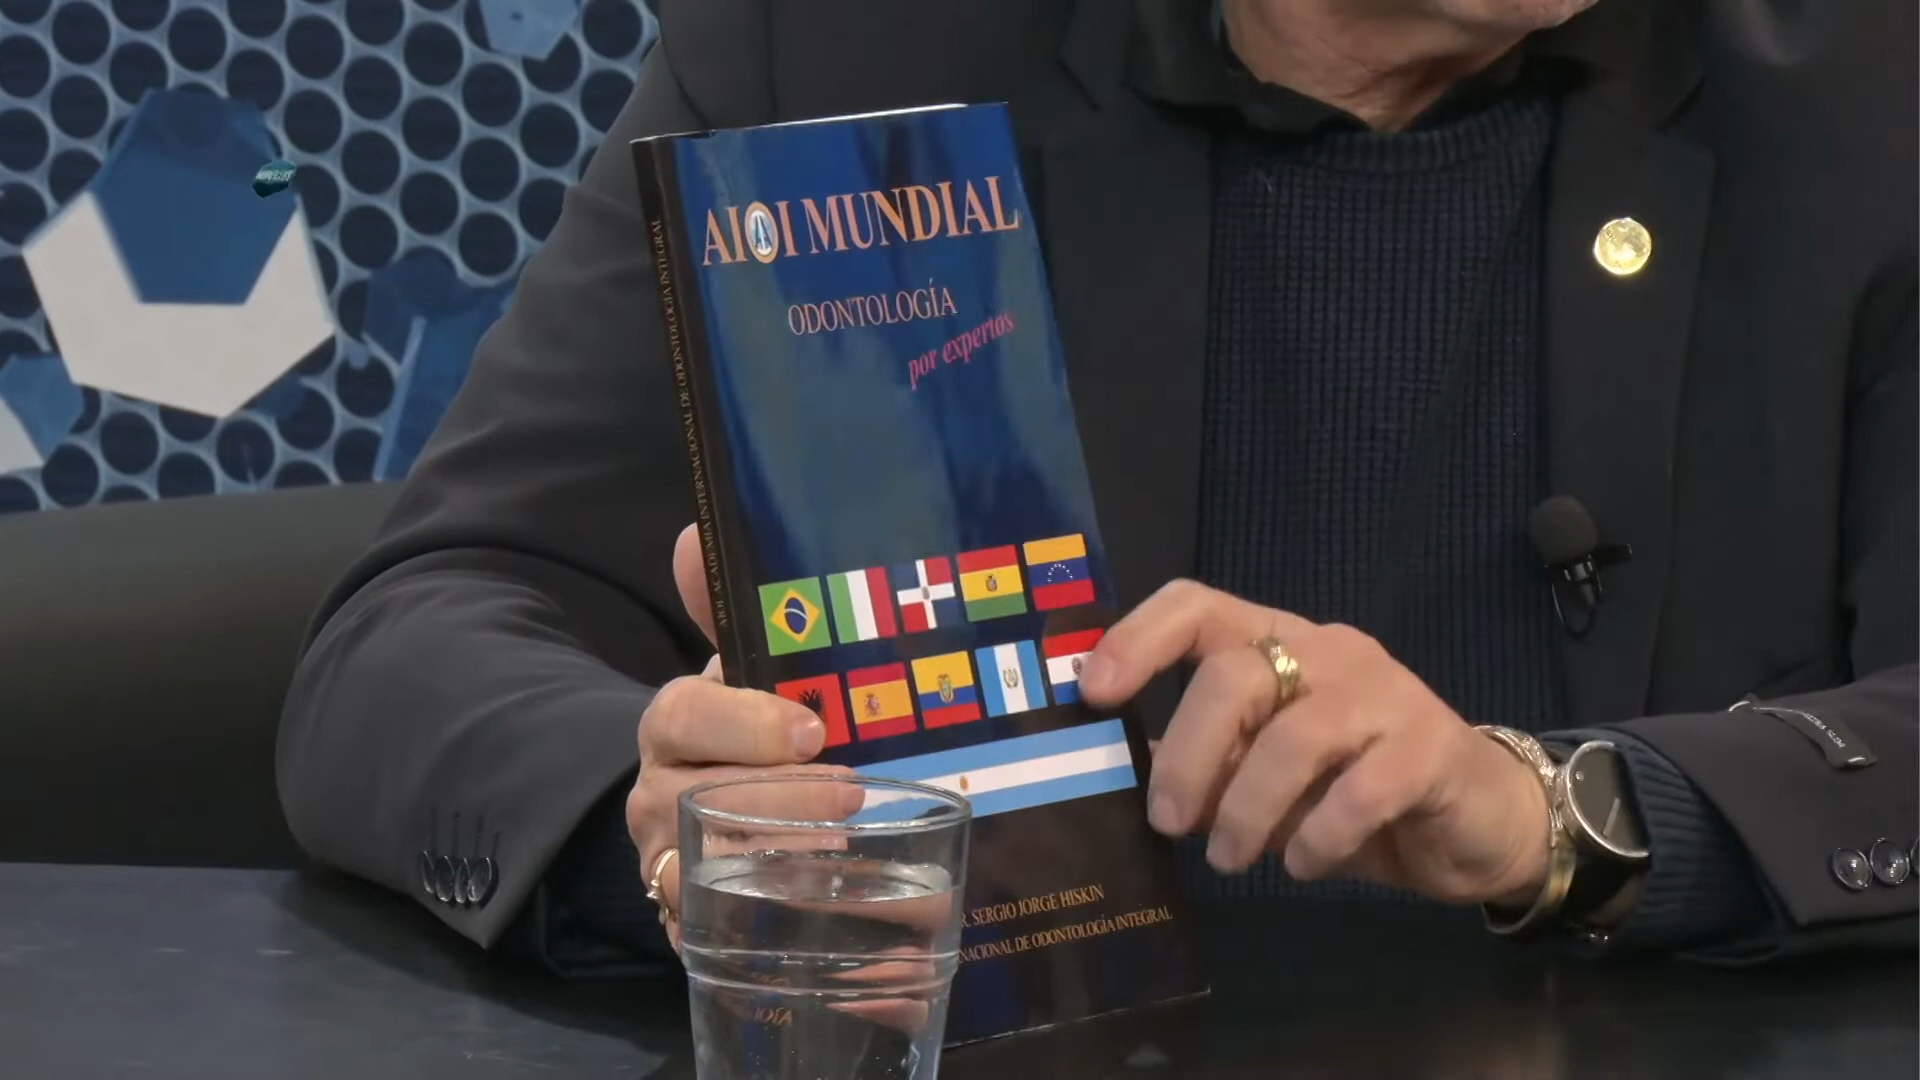 AIOI MUNDIAL
ODONTOLOGÍA
por expertos
AIOI ACADEMIA INTERNACIONAL DE ODONTOLOGÍA INTEGRAL
R. SERGIO JORGE HISKIN
NACIONAL DE ODONTOLOGÍA INTEGRAL